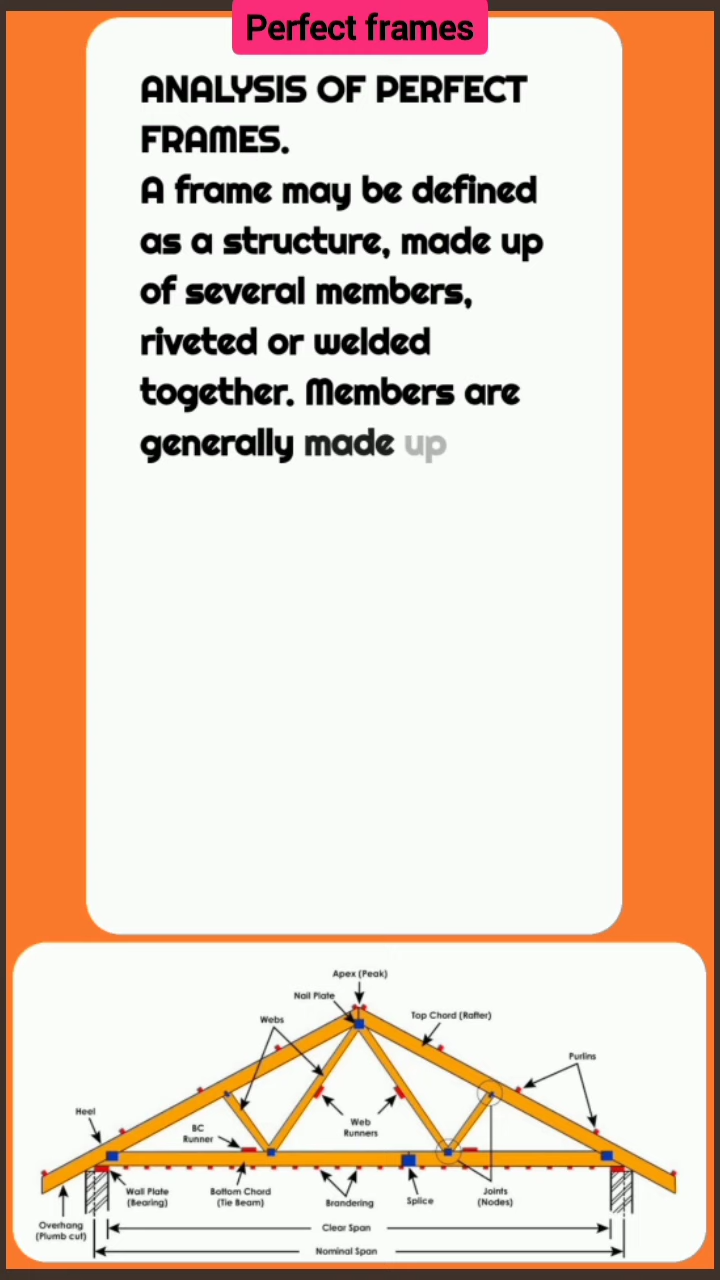 Perfect frames
ANALYSIS OF PERFECT
FRAMES.
A frame may be defined
as a structure, made up
of several members,
riveted or welded
together. Members are
generally made up
Apex (Peak)
Nail Plate
Webs
Top Chord (Rafter)
Purlins
Heel
BC
Runner
Web
Runners
Wall Plate
(Bearing)
Bottom Chord
(Tie Beam)
Brandering
Splice
Joints
(Nodes)
Overhang
(Plumb cut)
Clear Span
Nominal Span